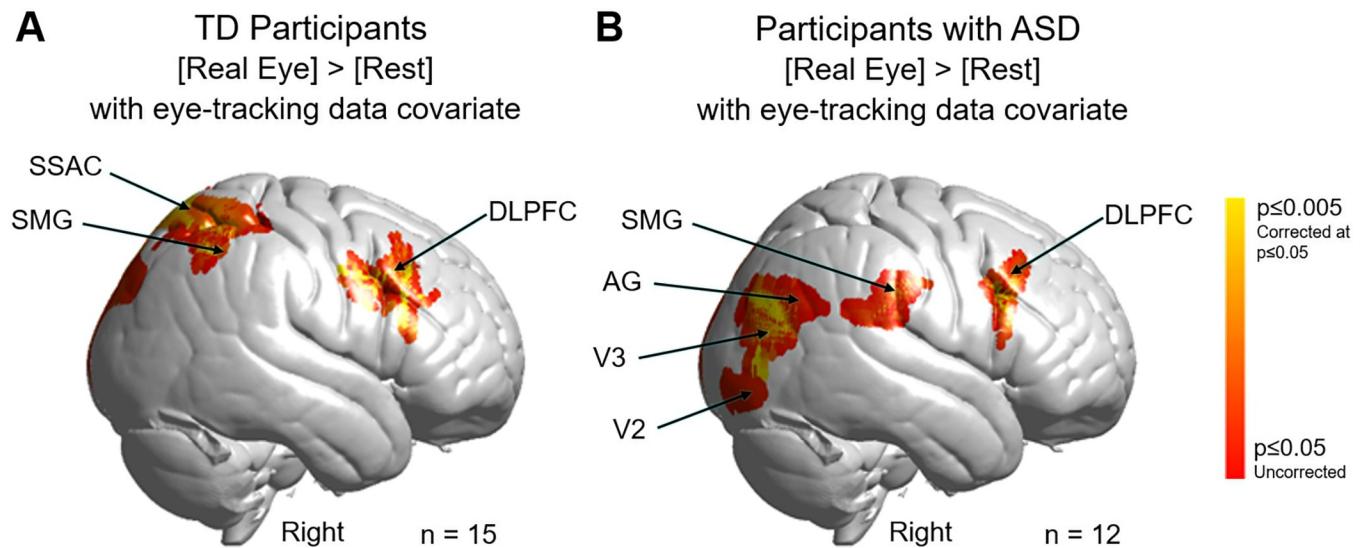 A
TD Participants
[Real Eye] > [Rest]
with eye-tracking data covariate
SSAC
SMG
DLPFC
Right
n = 15
B
Participants with ASD
[Real Eye] > [Rest]
with eye-tracking data covariate
SMG
AG
V3
V2
DLPFC
Right
n = 12
p≤0.005
Corrected at
p≤0.05
p≤0.05
Uncorrected